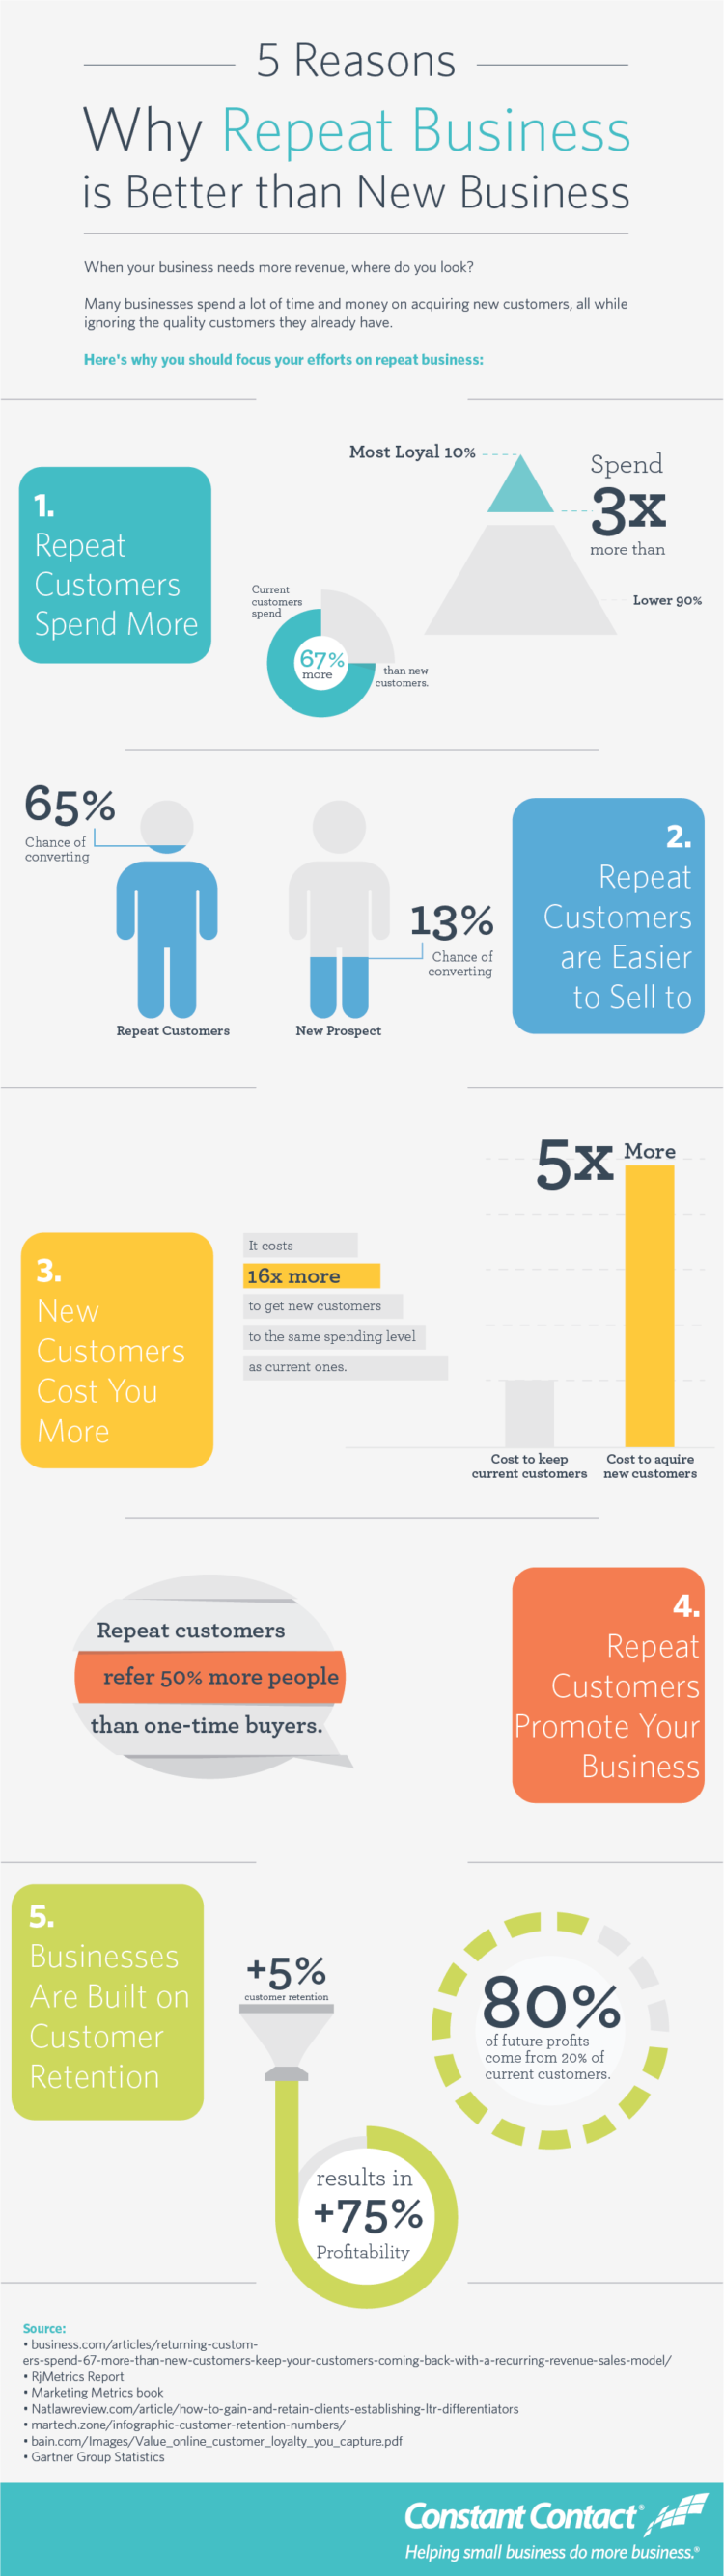 5 Reasons
Why Repeat Business
is Better than New Business
When your business needs more revenue, where do you look?
Many businesses spend a lot of time and money on acquiring new customers, all while
ignoring the quality customers they already have.
Here's why you should focus your efforts on repeat business:
1.
Repeat
Customers
Spend More
Current
customers
spend
67%
more
than new
customers.
Most Loyal 10%
Spend
3x
more than
Lower 90%
65%
Chance of
converting
Repeat Customers
13%
Chance of
converting
New Prospect
2.
Repeat
Customers
are Easier
to Sell to
3.
New
Customers
Cost You
More
It costs
16x more
to get new customers
to the same spending level
as current ones.
5x More
Cost to keep
current customers
Cost to aquire
new customers
Repeat customers
refer 50% more people
than one-time buyers.
4.
Repeat
Customers
Promote Your
Business
5.
Businesses
Are Built on
Customer
Retention
+5%
customer retention
results in
+75%
Profitability
80%
of future profits
come from 20% of
current customers.
Source:
• business.com/articles/returning-custom-
ers-spend-67-more-than-new-customers-keep-your-customers-coming-back-with-a-recurring-revenue-sales-model/
• RjMetrics Report
• Marketing Metrics book
• Natlawreview.com/article/how-to-gain-and-retain-clients-establishing-ltr-differentiators
• martech.zone/infographic-customer-retention-numbers/
• bain.com/Images/Value_online_customer_loyalty_you_capture.pdf
• Gartner Group Statistics
Constant Contact®
Helping small business do more business.®